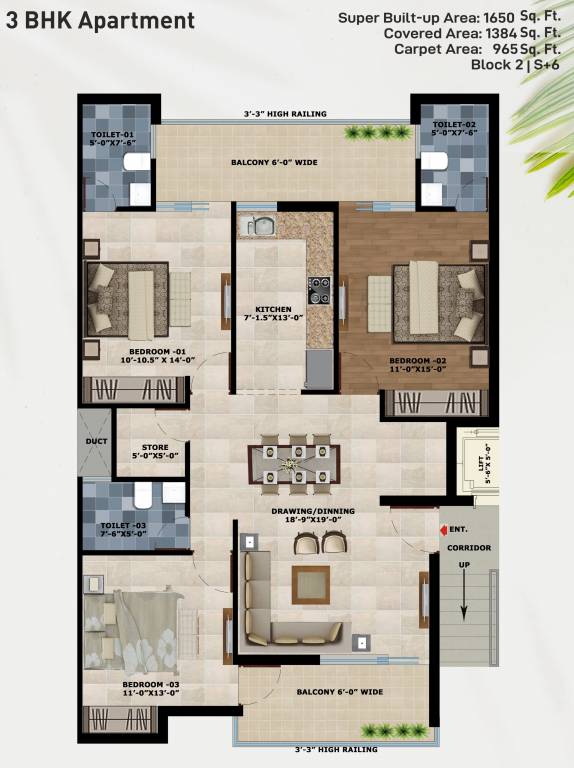 3 BHK Apartment
Super Built-up Area: 1650 Sq. Ft.
Covered Area: 1384 Sq. Ft.
Carpet Area: 965 Sq. Ft.
Block 2 | S+6
3'-3" HIGH RAILING
TOILET-01
5'-0"X7'-6"
TOILET-02
5'-0"X7'-6"
BALCONY 6'-0" WIDE
KITCHEN
7'-1.5"X13'-0"
BEDROOM -01
10'-10.5" X 14'-0"
BEDROOM -02
11'-0"X15'-0"
DUCT
STORE
5'-0"X5'-0"
LIFT
5'-6"X 5'-0"
DRAWING/DINNING
18'-9"X19'-0"
TOILET -03
7'-6"X5'-0"
ENT.
CORRIDOR
UP
BEDROOM -03
11'-0"X13'-0"
BALCONY 6'-0" WIDE
3'-3" HIGH RAILING